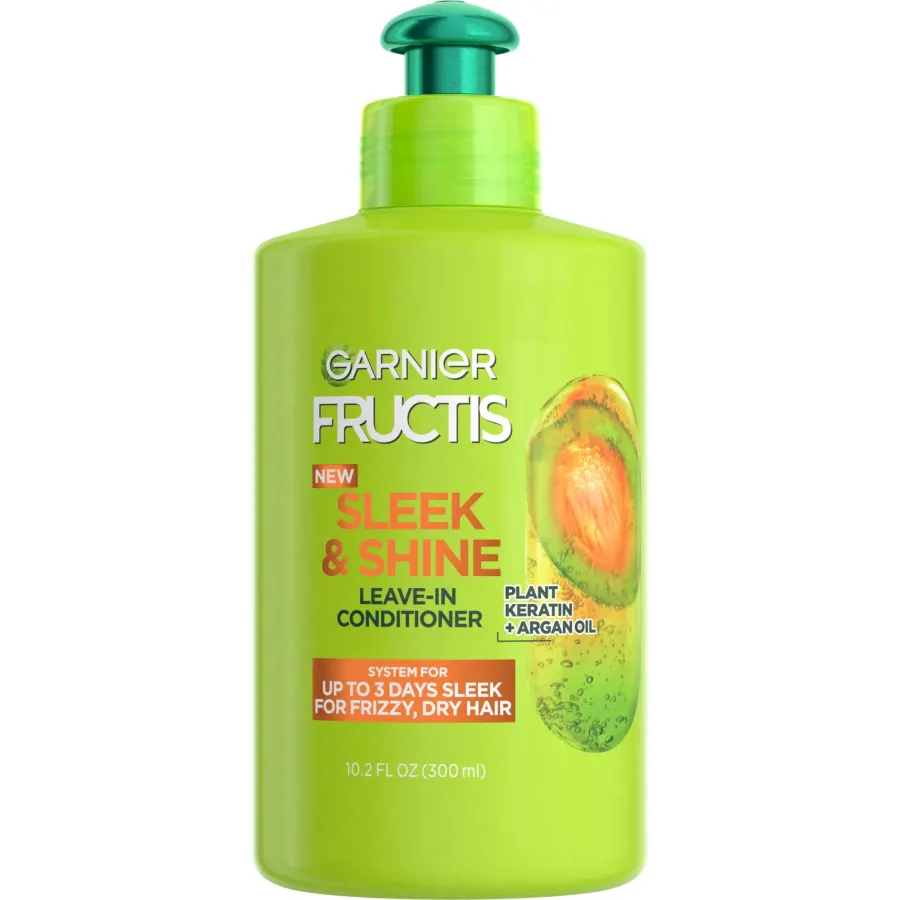 GARNIER
FRUCTIS
NEW
SLEEK
& SHINE
LEAVE-IN
CONDITIONER
PLANT
KERATIN
+ ARGAN OIL
SYSTEM FOR
UP TO 3 DAYS SLEEK
FOR FRIZZY, DRY HAIR
10.2 FL OZ (300 ml)